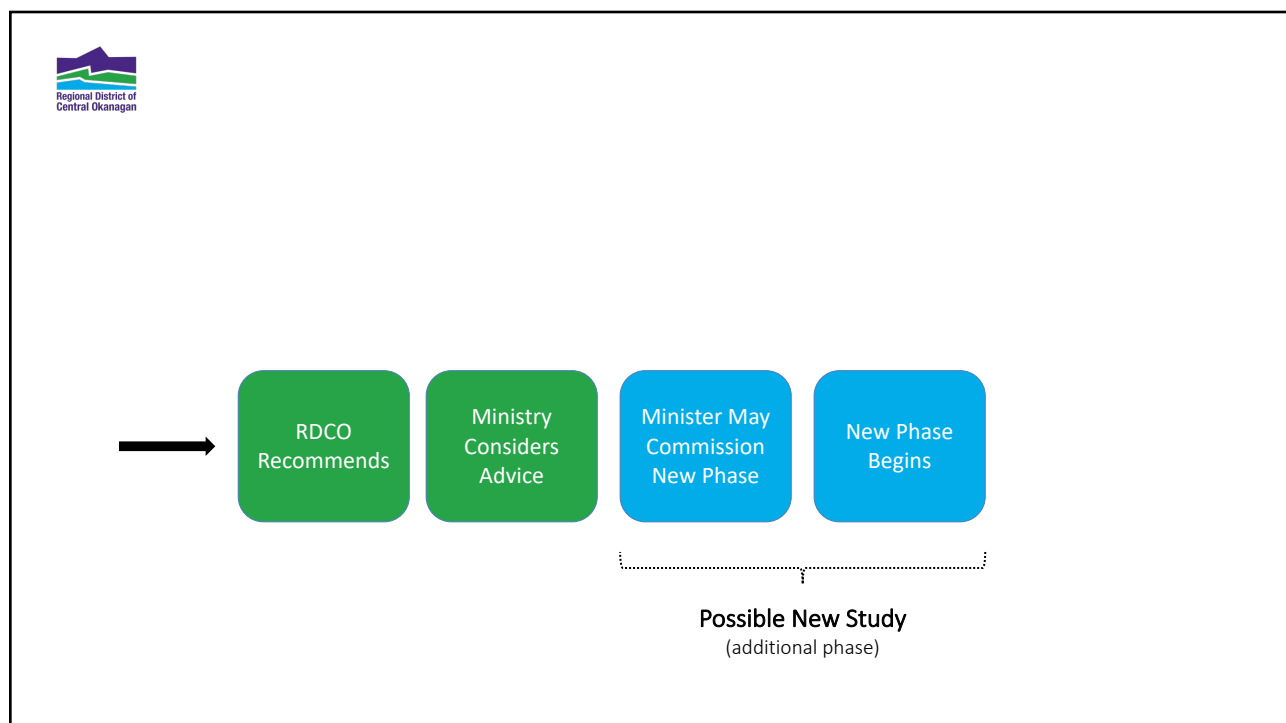 Regional District of
Central Okanagan
RDCO
Recommends
Ministry
Considers
Advice
Minister May
Commission
New Phase
New Phase
Begins
Possible New Study
(additional phase)